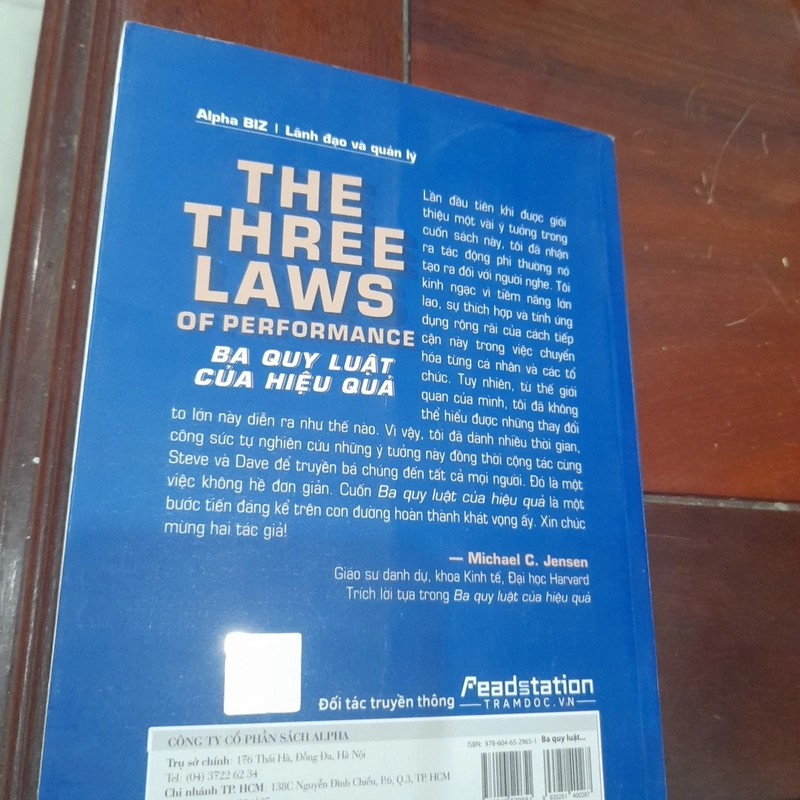 Alpha BIZ | Lãnh đạo và quản lý
THE
THREE
LAWS
OF PERFORMANCE
BA QUY LUẬT
CỦA HIỆU QUẢ
Lần đầu tiên khi được giới
thiệu một vài ý tưởng trong
cuốn sách này, tôi đã nhận
ra tác động phi thường nó
tạo ra đối với người nghe. Tôi
kinh ngạc vì tiềm năng lớn
lao, sự thích hợp và tính ứng
dụng rộng rãi của cách tiếp
cận này trong việc chuyển
hóa từng cá nhân và các tổ
chức. Tuy nhiên, từ thế giới
quan của mình, tôi đã không
thể hiểu được những thay đổi
to lớn này diễn ra như thế nào. Vì vậy, tôi đã dành nhiều thời gian,
công sức tự nghiên cứu những ý tưởng này đồng thời cộng tác cùng
Steve và Dave để truyền bá chúng đến tất cả mọi người. Đó là một
việc không hề đơn giản. Cuốn Ba quy luật của hiệu quả là một
bước tiến đáng kể trên con đường hoàn thành khát vọng ấy. Xin chúc
mừng hai tác giả!
— Michael C. Jensen
Giáo sư danh dự, khoa Kinh tế, Đại học Harvard
Trích lời tựa trong Ba quy luật của hiệu quả
Đối tác truyền thông
Readstation
TRAMDOC.VN
CÔNG TY CỔ PHẦN SÁCH ALPHA
Trụ sở chính: 176 Thái Hà, Đống Đa, Hà Nội
Tel: (04) 3722 62 34
Chi nhánh TP. HCM: 138C Nguyễn Đình Chiểu, P.6, Q.3, TP. HCM
ISBN: 978-604-65-2965-1
Ba quy luật...